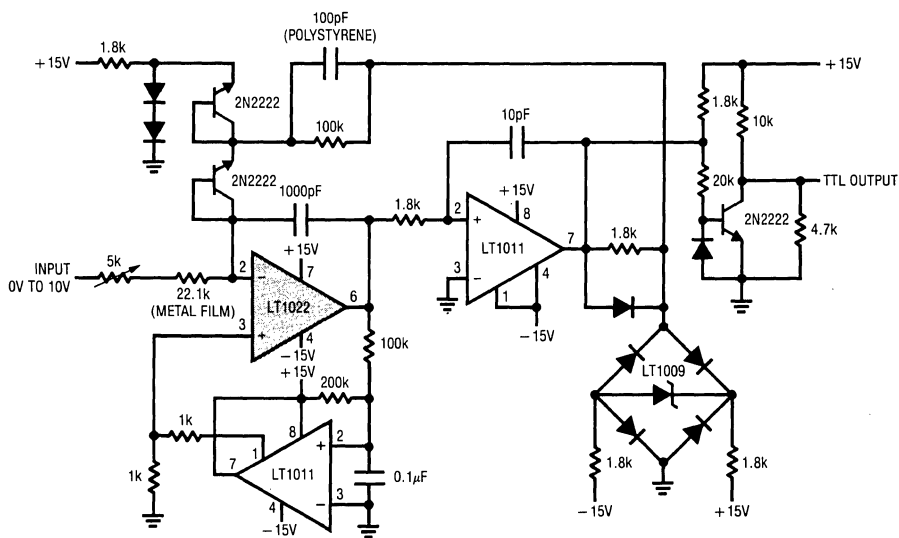 100pF
(POLYSTYRENE)
+15V
1.8k
2N2222
100k
10pF
+15V
1.8k
10k
2N2222
1000pF
1.8k
+15V
2
+
8
LT1011
7
1.8k
3
−
4
1
−15V
20k
TTL OUTPUT
2N2222
4.7k
INPUT
0V TO 10V
5k
22.1k
(METAL FILM)
+15V
2
−
7
LT1022
6
3
+
4
−15V
100k
LT1009
+15V
200k
1k
1k
8
+
2
1
7
LT1011
0.1μF
4
−
3
−15V
1.8k
1.8k
−15V
+15V